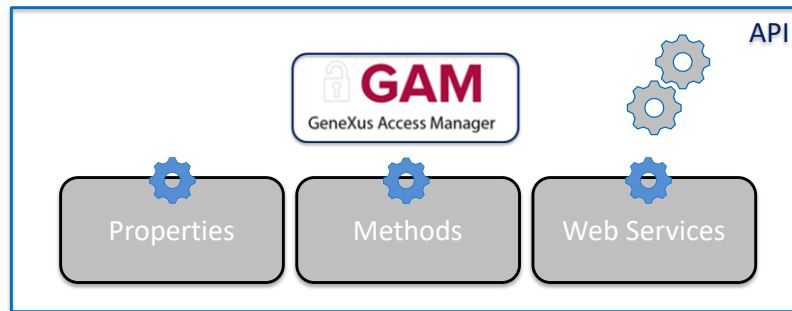 API
GAM
GeneXus Access Manager
Properties
Methods
Web Services